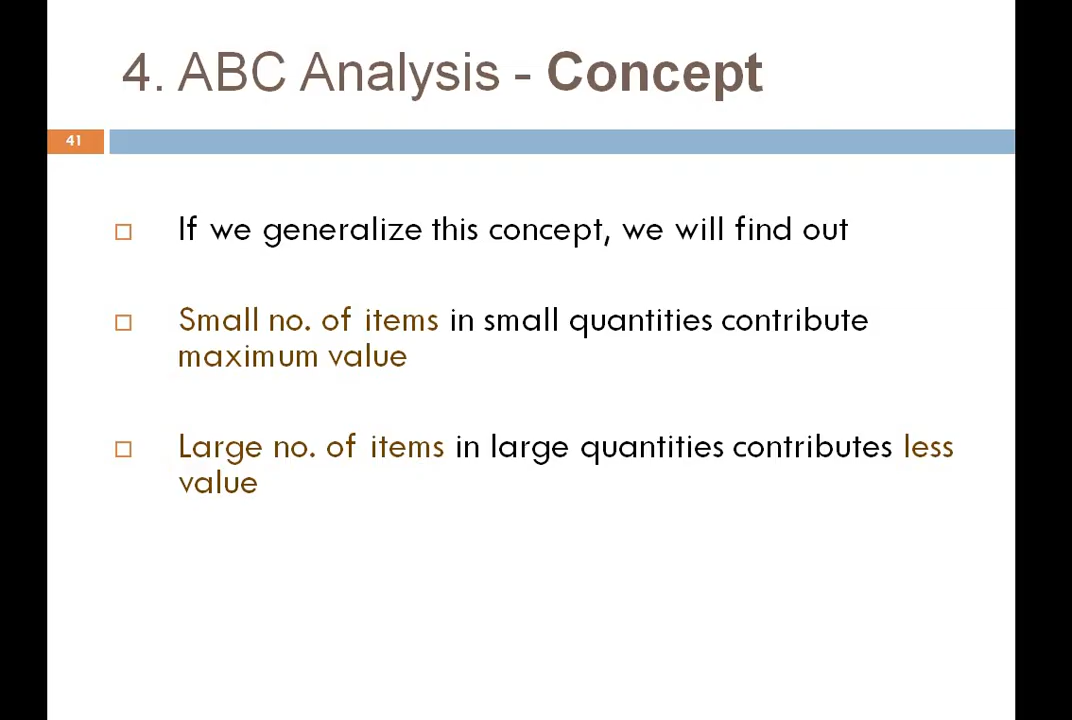 4. ABC Analysis - Concept
41
If we generalize this concept, we will find out
Small no. of items in small quantities contribute
maximum value
Large no. of items in large quantities contributes less
value